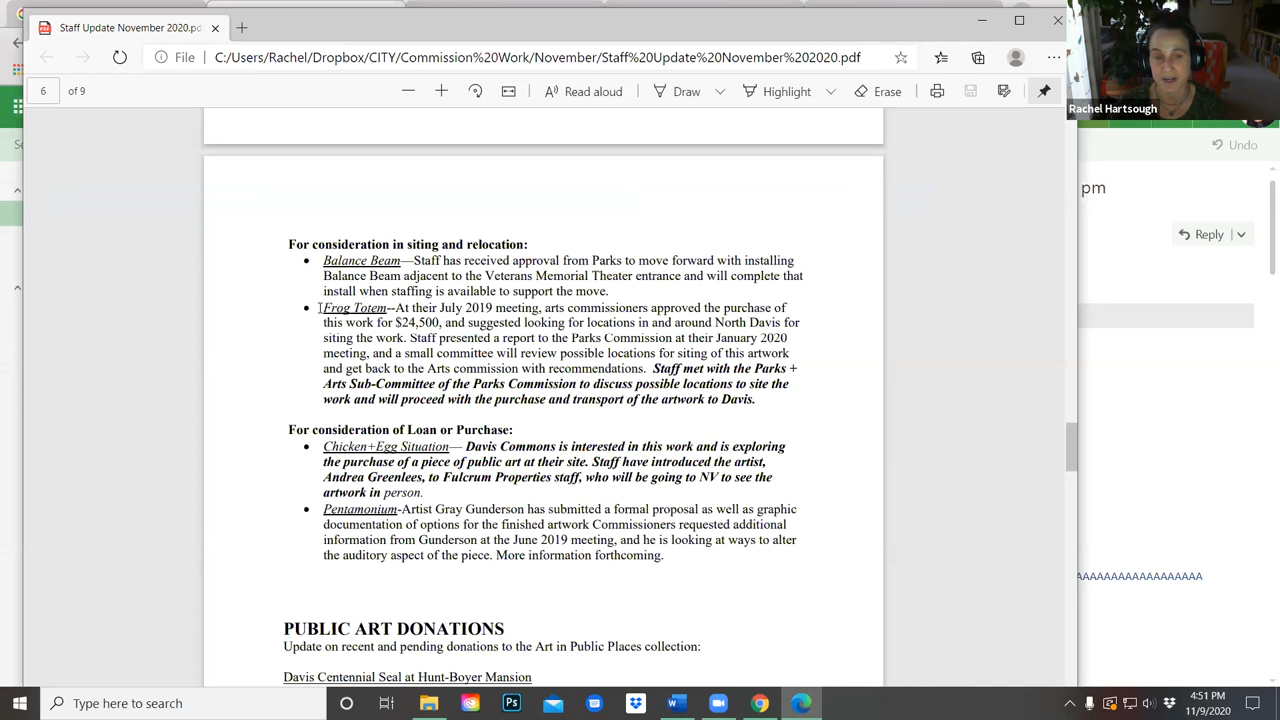 Staff Update November 2020.pd
File
C:/Users/Rachel/Dropbox/CITY/Commission%20Work/November/Staff%20Update%20November%202020.pdf
6 of 9
Read aloud
Draw
Highlight
Erase
Rachel Hartsough
Undo
pm
Reply
For consideration in siting and relocation:
• Balance Beam—Staff has received approval from Parks to move forward with installing
Balance Beam adjacent to the Veterans Memorial Theater entrance and will complete that
install when staffing is available to support the move.
• Frog Totem--At their July 2019 meeting, arts commissioners approved the purchase of
this work for $24,500, and suggested looking for locations in and around North Davis for
siting the work. Staff presented a report to the Parks Commission at their January 2020
meeting, and a small committee will review possible locations for siting of this artwork
and get back to the Arts commission with recommendations. Staff met with the Parks +
Arts Sub-Committee of the Parks Commission to discuss possible locations to site the
work and will proceed with the purchase and transport of the artwork to Davis.
For consideration of Loan or Purchase:
• Chicken+Egg Situation— Davis Commons is interested in this work and is exploring
the purchase of a piece of public art at their site. Staff have introduced the artist,
Andrea Greenlees, to Fulcrum Properties staff, who will be going to NV to see the
artwork in person.
• Pentamonium-Artist Gray Gunderson has submitted a formal proposal as well as graphic
documentation of options for the finished artwork Commissioners requested additional
information from Gunderson at the June 2019 meeting, and he is looking at ways to alter
the auditory aspect of the piece. More information forthcoming.
AAAAAAAAAAAAAAAAAA
PUBLIC ART DONATIONS
Update on recent and pending donations to the Art in Public Places collection:
Davis Centennial Seal at Hunt-Boyer Mansion
Type here to search
4:51 PM
11/9/2020